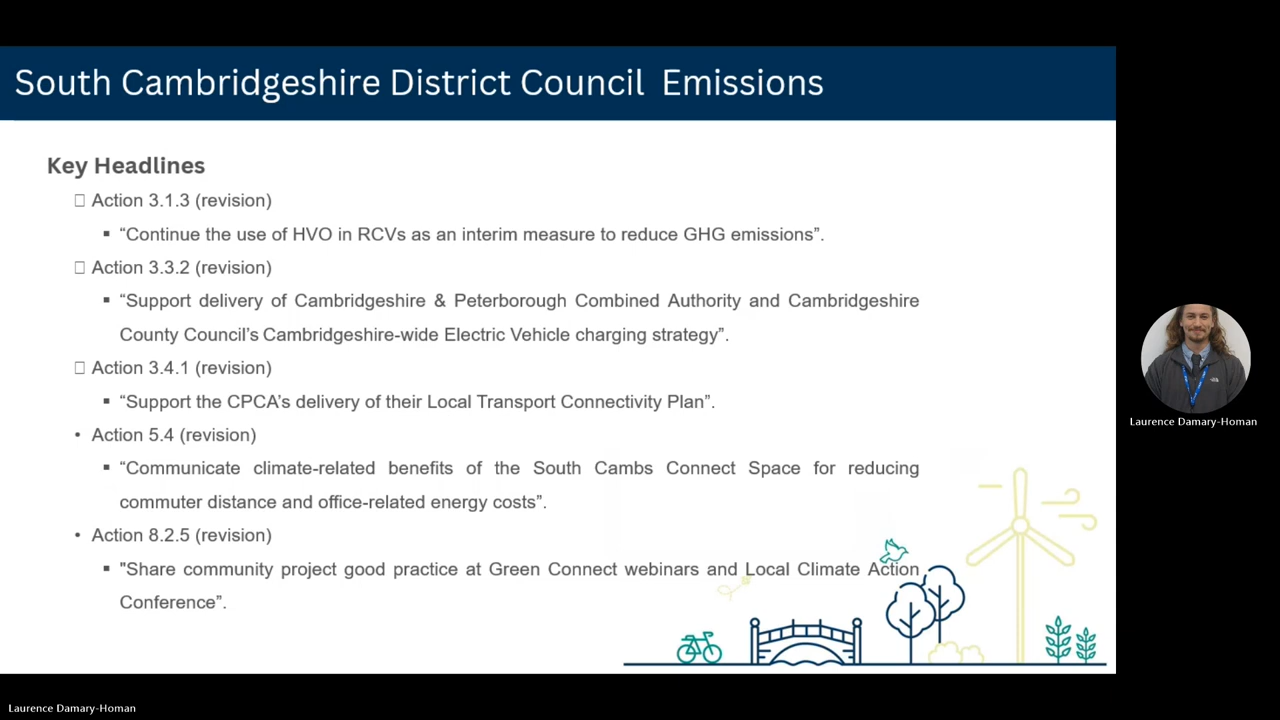 South Cambridgeshire District Council Emissions
Key Headlines
Action 3.1.3 (revision)
▪ “Continue the use of HVO in RCVs as an interim measure to reduce GHG emissions”.
Action 3.3.2 (revision)
▪ “Support delivery of Cambridgeshire & Peterborough Combined Authority and Cambridgeshire
County Council’s Cambridgeshire-wide Electric Vehicle charging strategy”.
Action 3.4.1 (revision)
▪ “Support the CPCA’s delivery of their Local Transport Connectivity Plan”.
• Action 5.4 (revision)
▪ “Communicate climate-related benefits of the South Cambs Connect Space for reducing
commuter distance and office-related energy costs”.
• Action 8.2.5 (revision)
▪ "Share community project good practice at Green Connect webinars and Local Climate Action
Conference”.
Laurence Damary-Homan
Laurence Damary-Homan